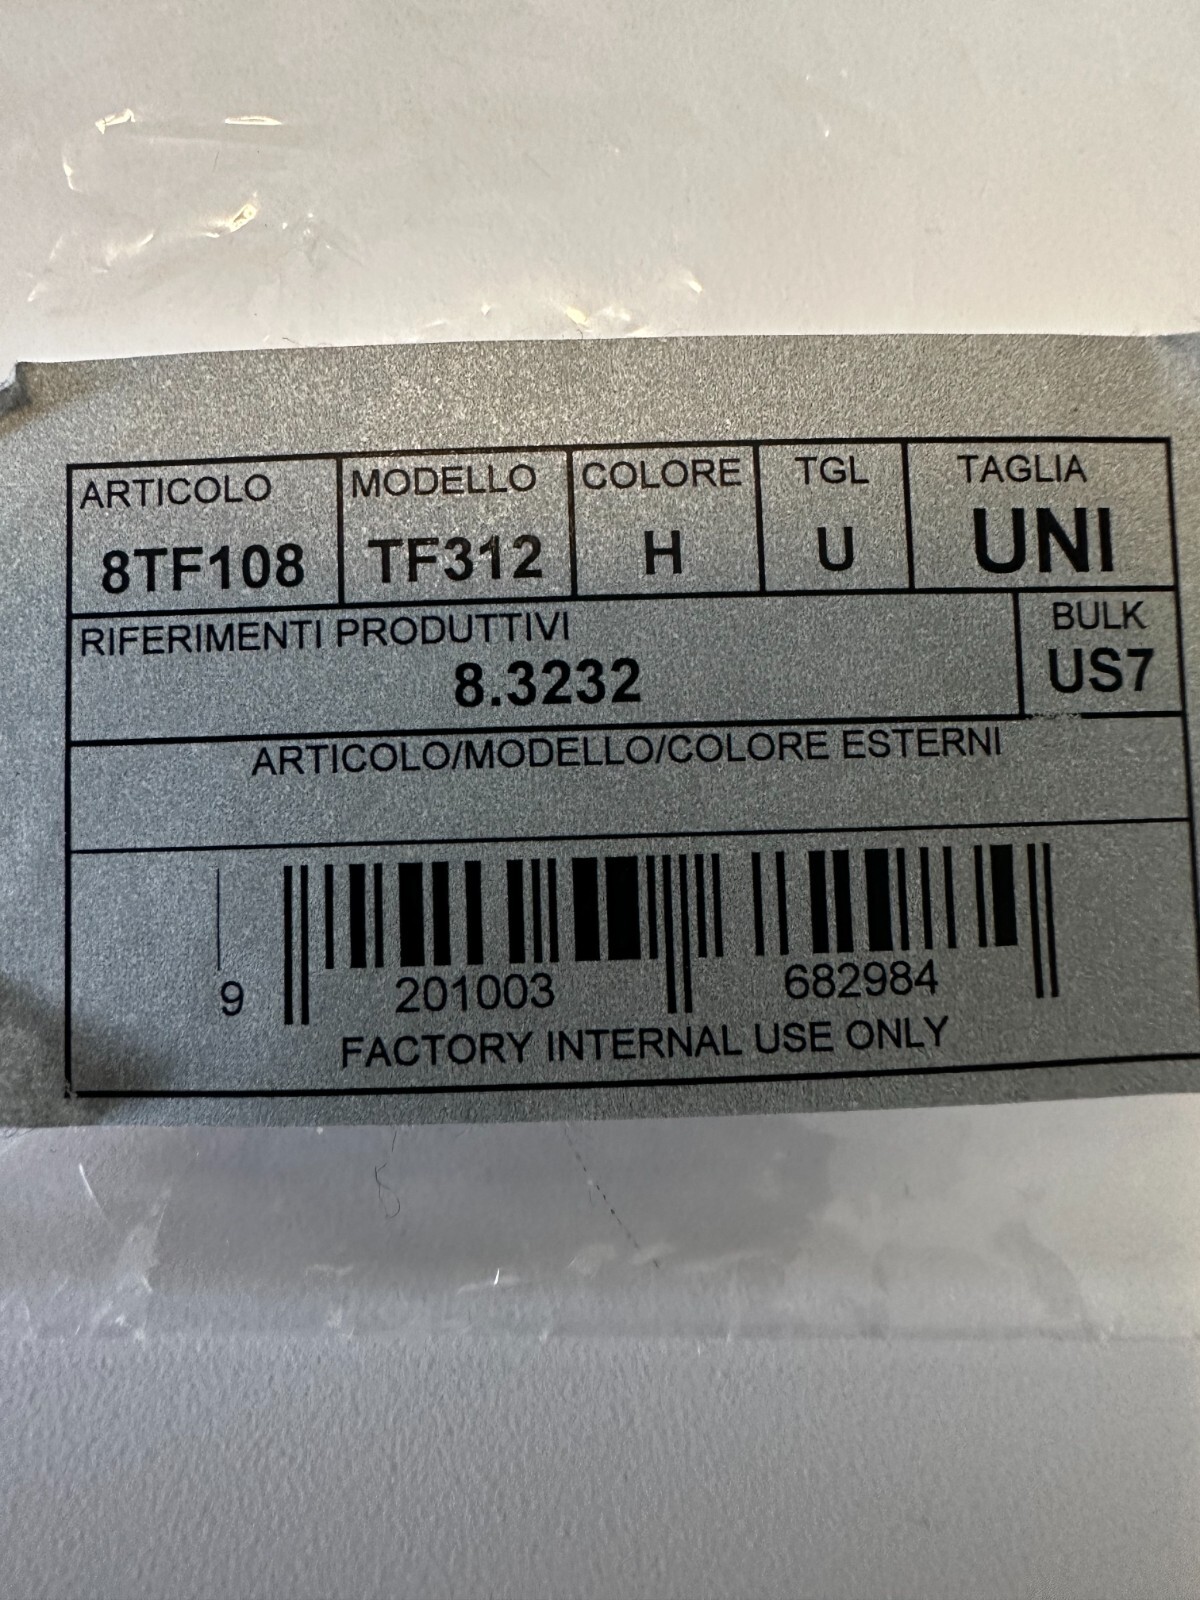 ARTICOLO MODELLO COLORE TGL TAGLIA
8TF108 TF312 H U UNI
RIFERIMENTI PRODUTTIVI BULK
8.3232 US7
ARTICOLO/MODELLO/COLORE ESTERNI
9 201003 682984
FACTORY INTERNAL USE ONLY